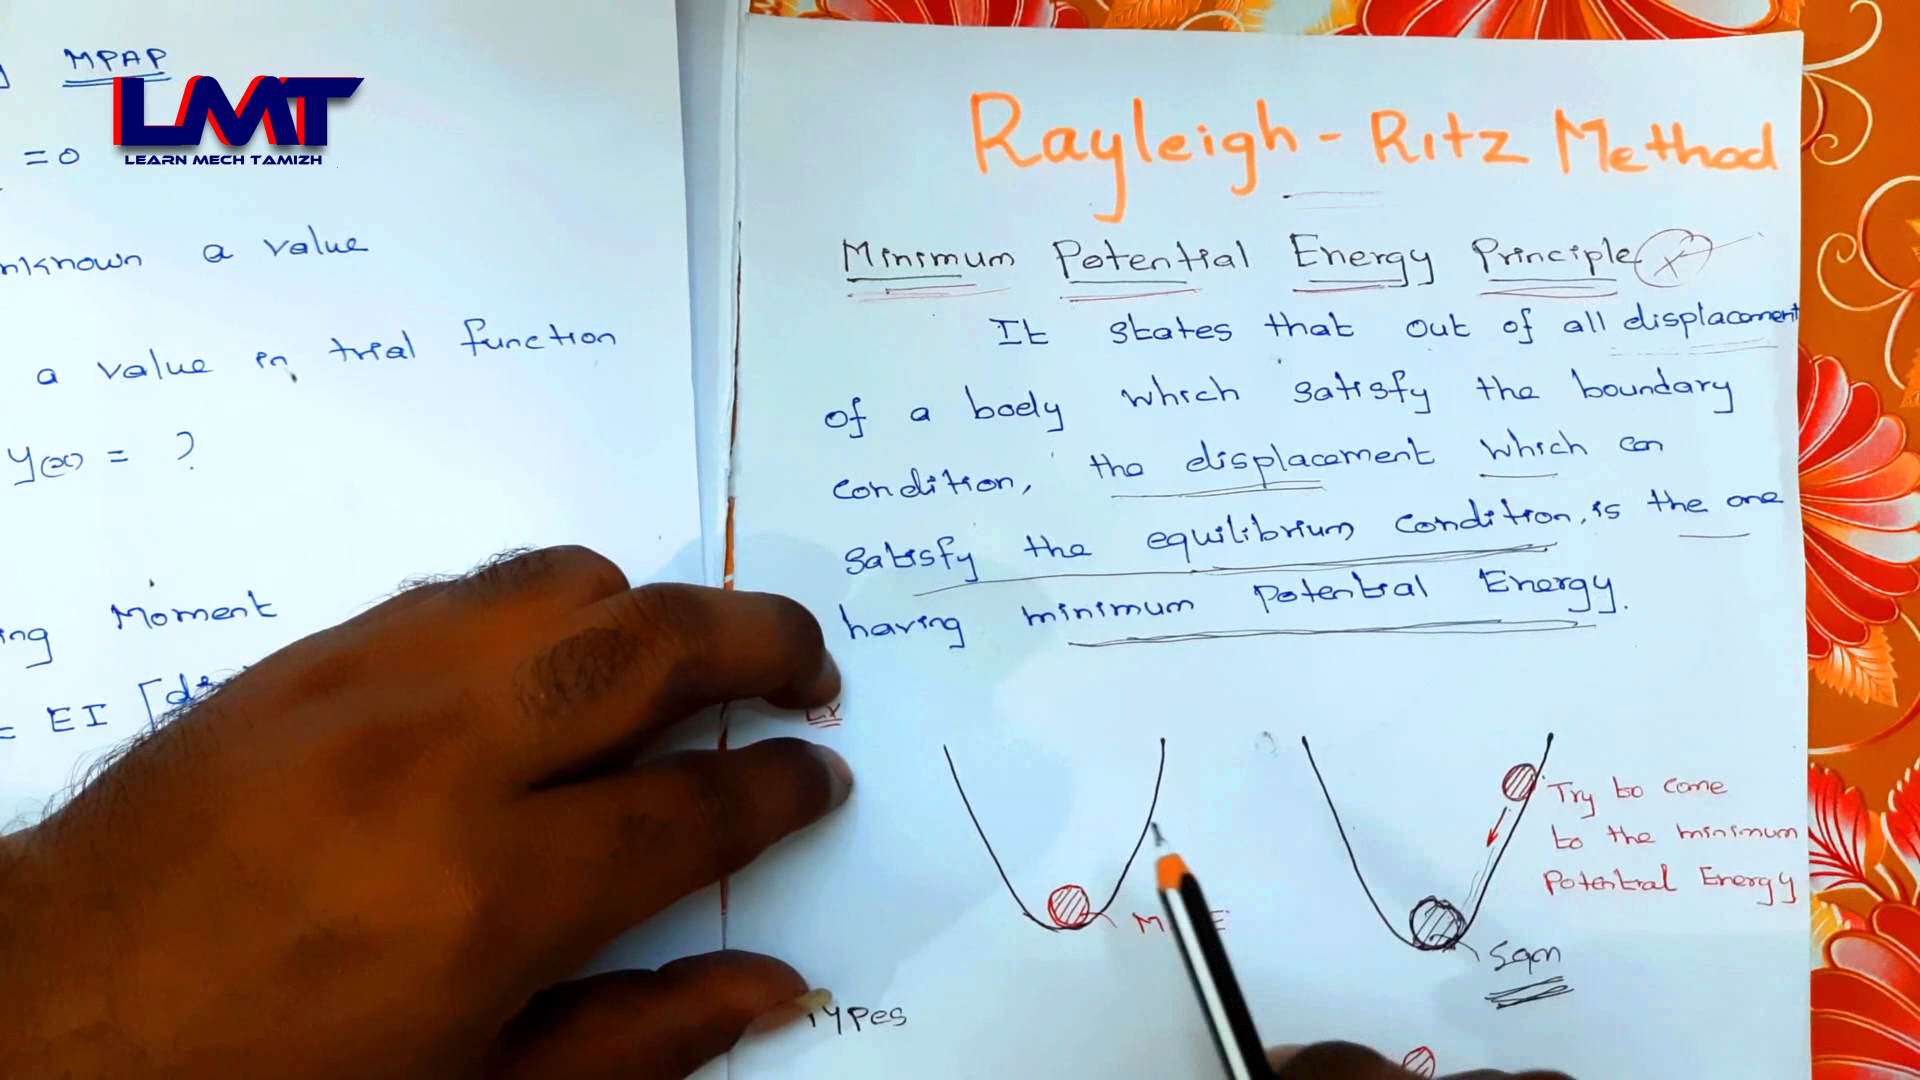 MPAP
LMT
LEARN MECH TAMIZH
=0
a value
a value in trial function
y(x) = ?
Moment
= EI
Rayleigh - Ritz Method
Minimum Potential Energy Principle
It states that out of all displacement
of a body which satisfy the boundary
condition, the displacement which can
satisfy the equilibrium condition, is the one
having minimum potential Energy.
Try to come
to the minimum
Potential Energy
Types